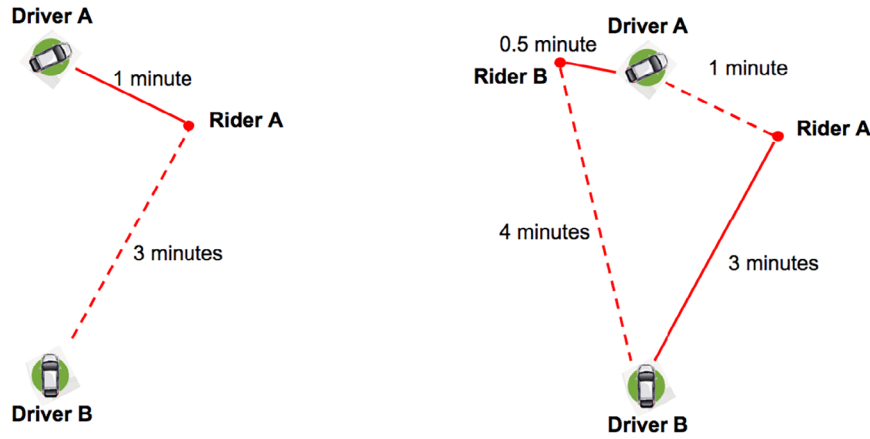 Driver A
1 minute
Rider A
3 minutes
Driver B
Driver A
0.5 minute
1 minute
Rider B
Rider A
4 minutes
3 minutes
Driver B